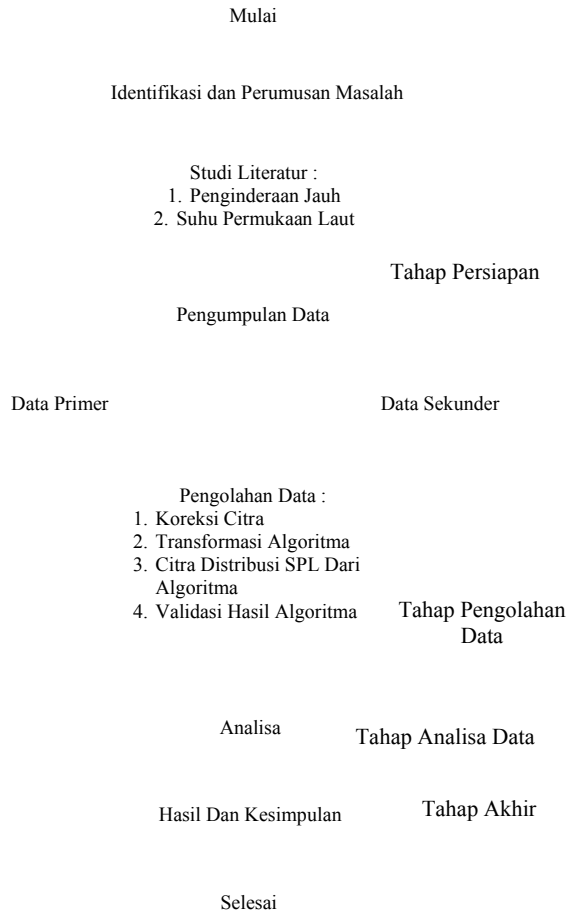 Mulai
Identifikasi dan Perumusan Masalah
Studi Literatur :
1. Penginderaan Jauh
2. Suhu Permukaan Laut
Tahap Persiapan
Pengumpulan Data
Data Primer
Data Sekunder
Pengolahan Data :
1. Koreksi Citra
2. Transformasi Algoritma
3. Citra Distribusi SPL Dari
Algoritma
4. Validasi Hasil Algoritma
Tahap Pengolahan
Data
Analisa
Tahap Analisa Data
Hasil Dan Kesimpulan
Tahap Akhir
Selesai